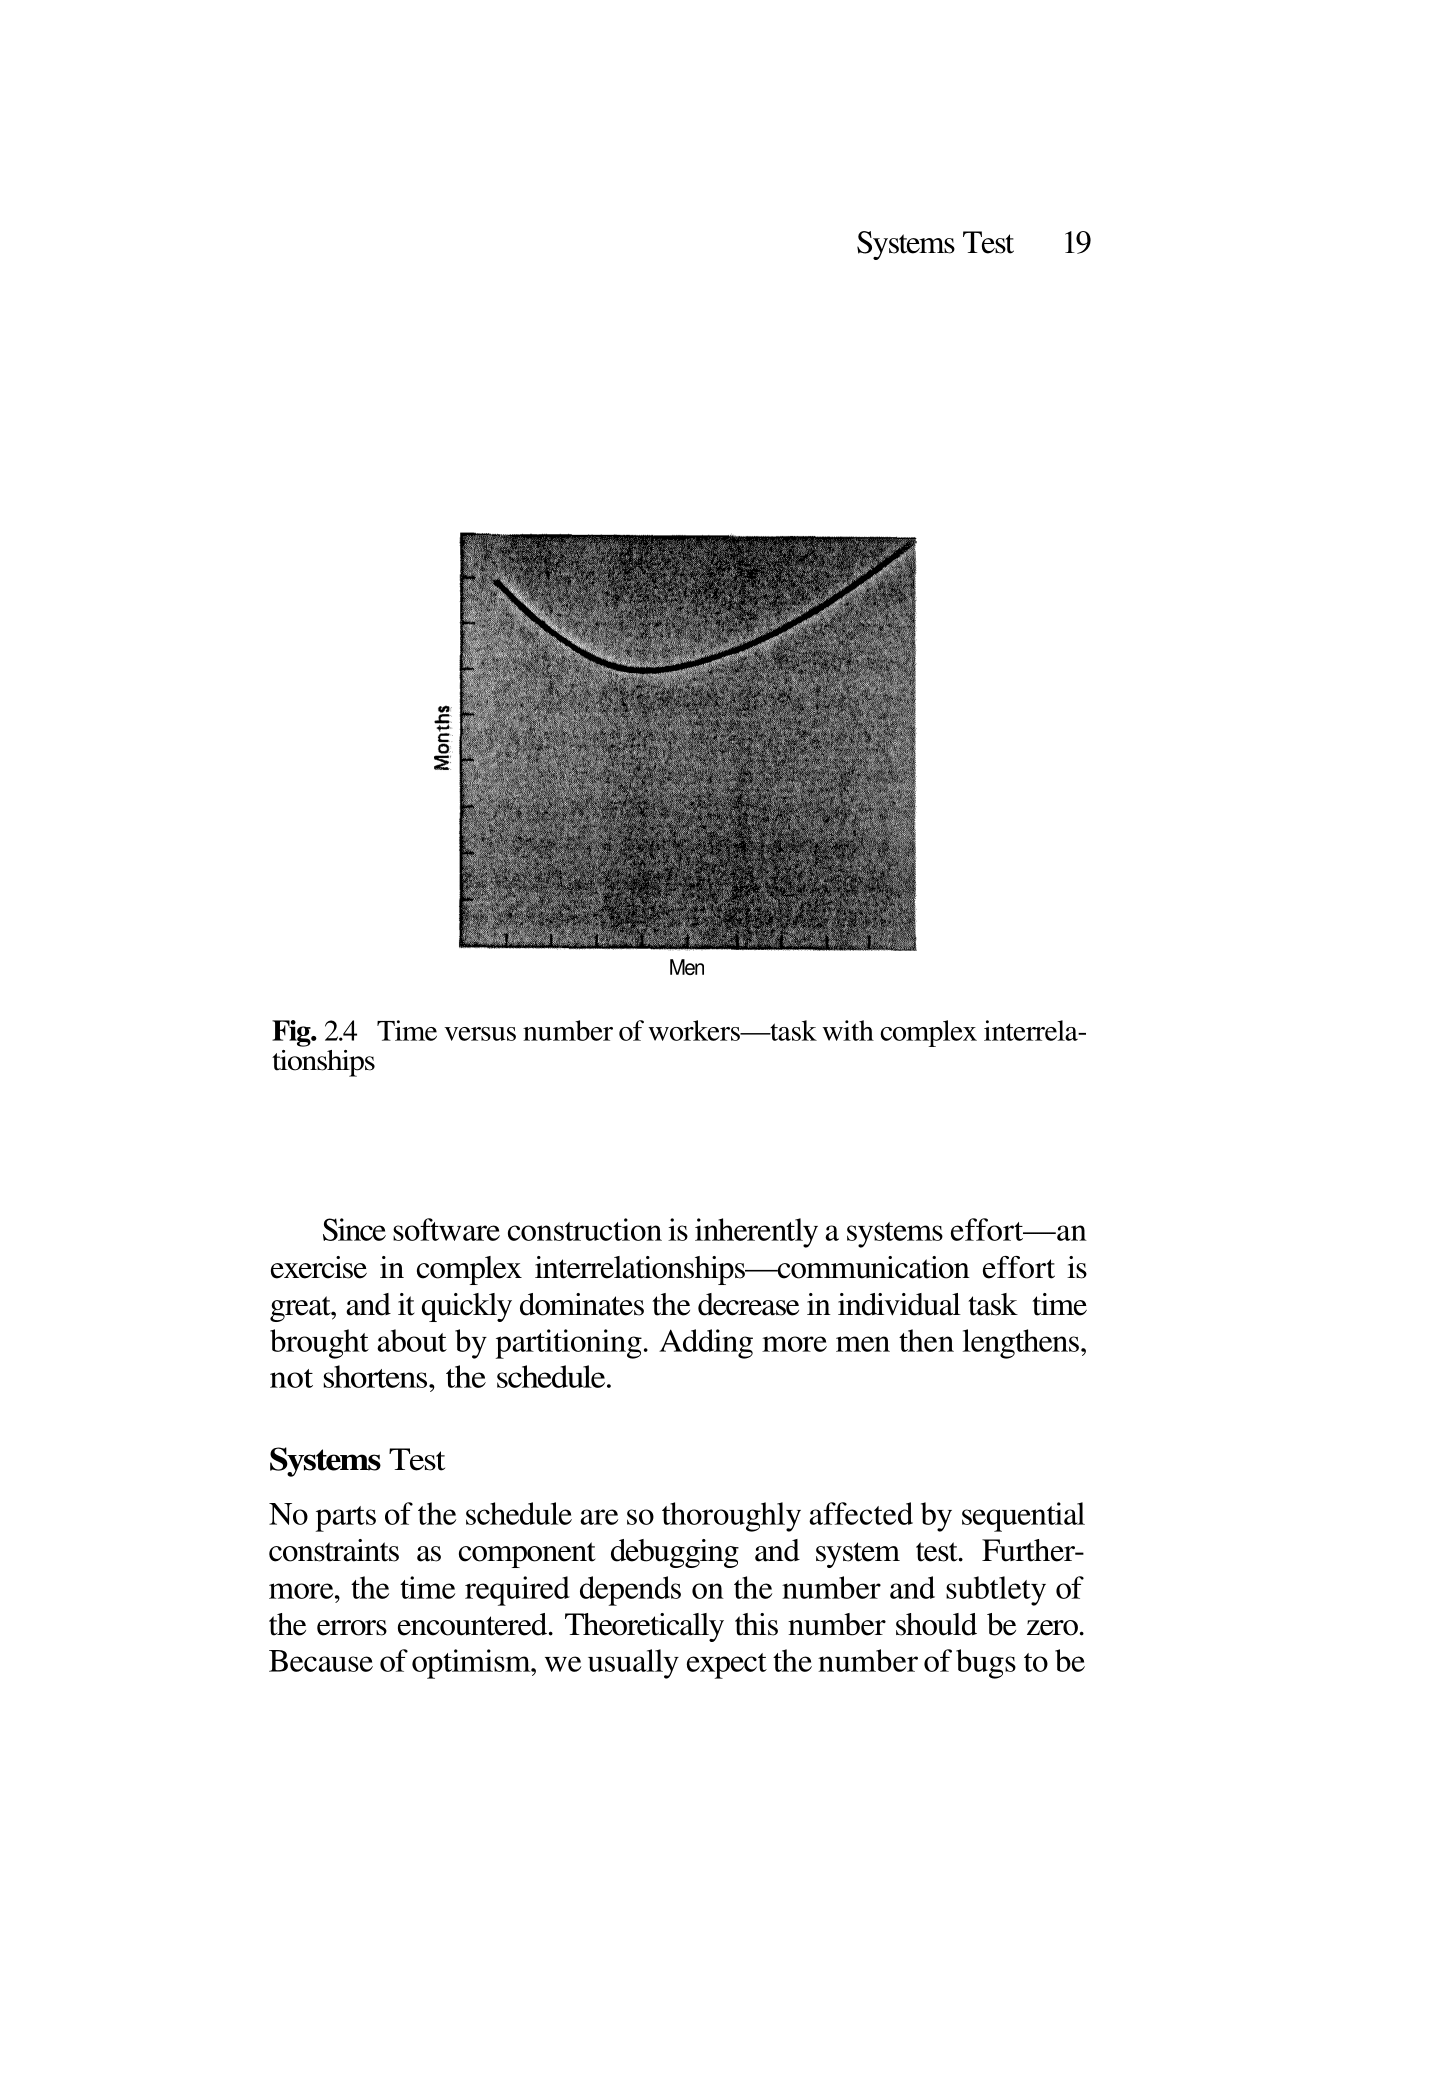 Systems Test 19
Months
Men
Fig. 2.4 Time versus number of workers—task with complex interrela-
tionships
Since software construction is inherently a systems effort—an
exercise in complex interrelationships—communication effort is
great, and it quickly dominates the decrease in individual task time
brought about by partitioning. Adding more men then lengthens,
not shortens, the schedule.
Systems Test
No parts of the schedule are so thoroughly affected by sequential
constraints as component debugging and system test. Further-
more, the time required depends on the number and subtlety of
the errors encountered. Theoretically this number should be zero.
Because of optimism, we usually expect the number of bugs to be